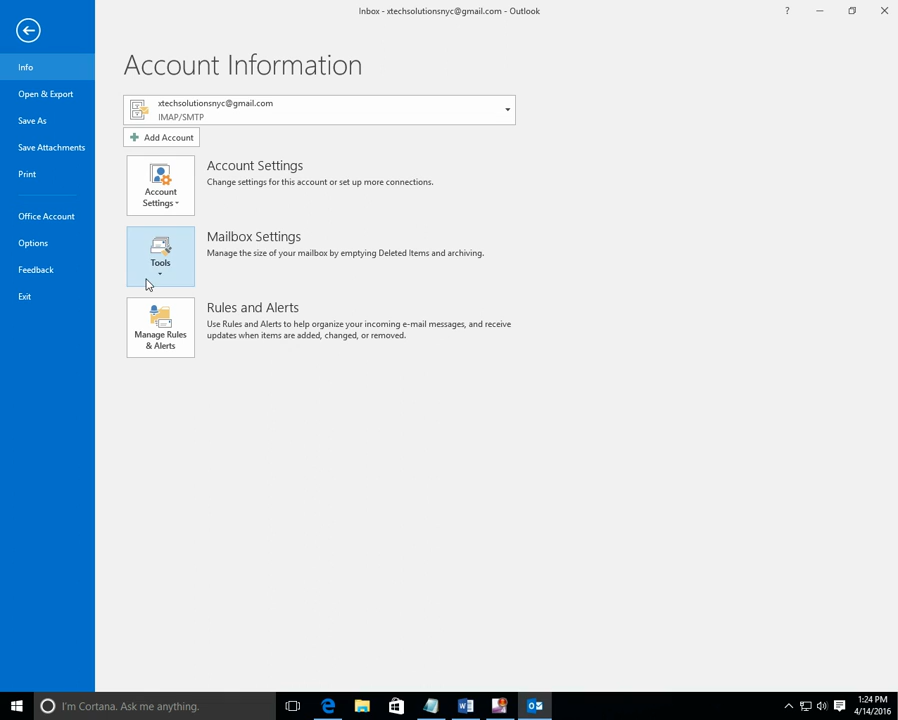 Inbox - xtechsolutionsnyc@gmail.com - Outlook
?
Info
Open & Export
Save As
Save Attachments
Print
Office Account
Options
Feedback
Exit
Account Information
xtechsolutionsnyc@gmail.com
IMAP/SMTP
Add Account
Account
Settings
Account Settings
Change settings for this account or set up more connections.
Tools
Mailbox Settings
Manage the size of your mailbox by emptying Deleted Items and archiving.
Manage Rules
& Alerts
Rules and Alerts
Use Rules and Alerts to help organize your incoming e-mail messages, and receive
updates when items are added, changed, or removed.
I'm Cortana. Ask me anything.
1:24 PM
4/14/2016